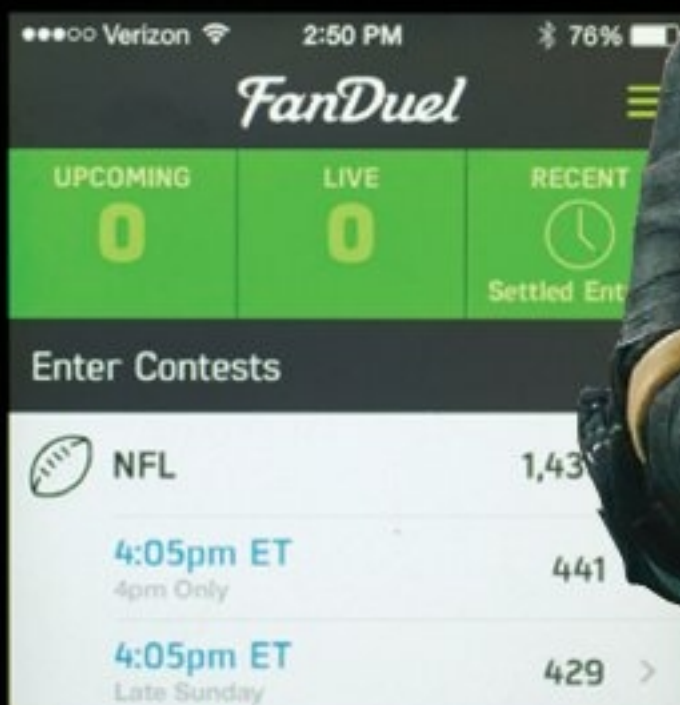 Verizon 2:50 PM 76%
FanDuel
UPCOMING LIVE RECENT
0 0
Settled
Enter Contests
NFL
4:05pm ET 441
4pm Only
4:05pm ET 429
Late Sunday